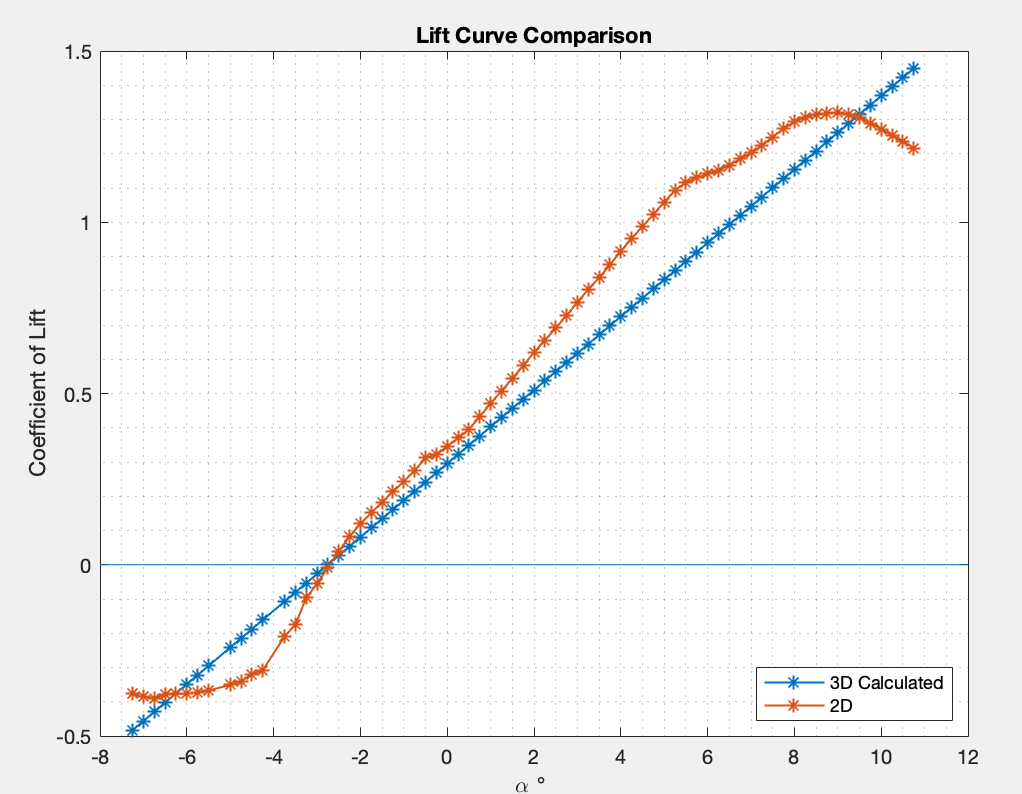 Lift Curve Comparison
1.5
1
0.5
0
-0.5
Coefficient of Lift
-8 -6 -4 -2 0 2 4 6 8 10 12
α °
3D Calculated
2D